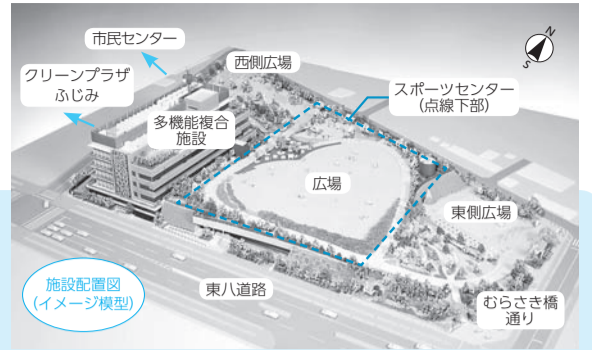 市民センター
西側広場
N
S
クリーンプラザ
ふじみ
スポーツセンター
(点線下部)
多機能複合
施設
広場
東側広場
施設配置図
(イメージ模型)
東八道路
むらさき橋
通り